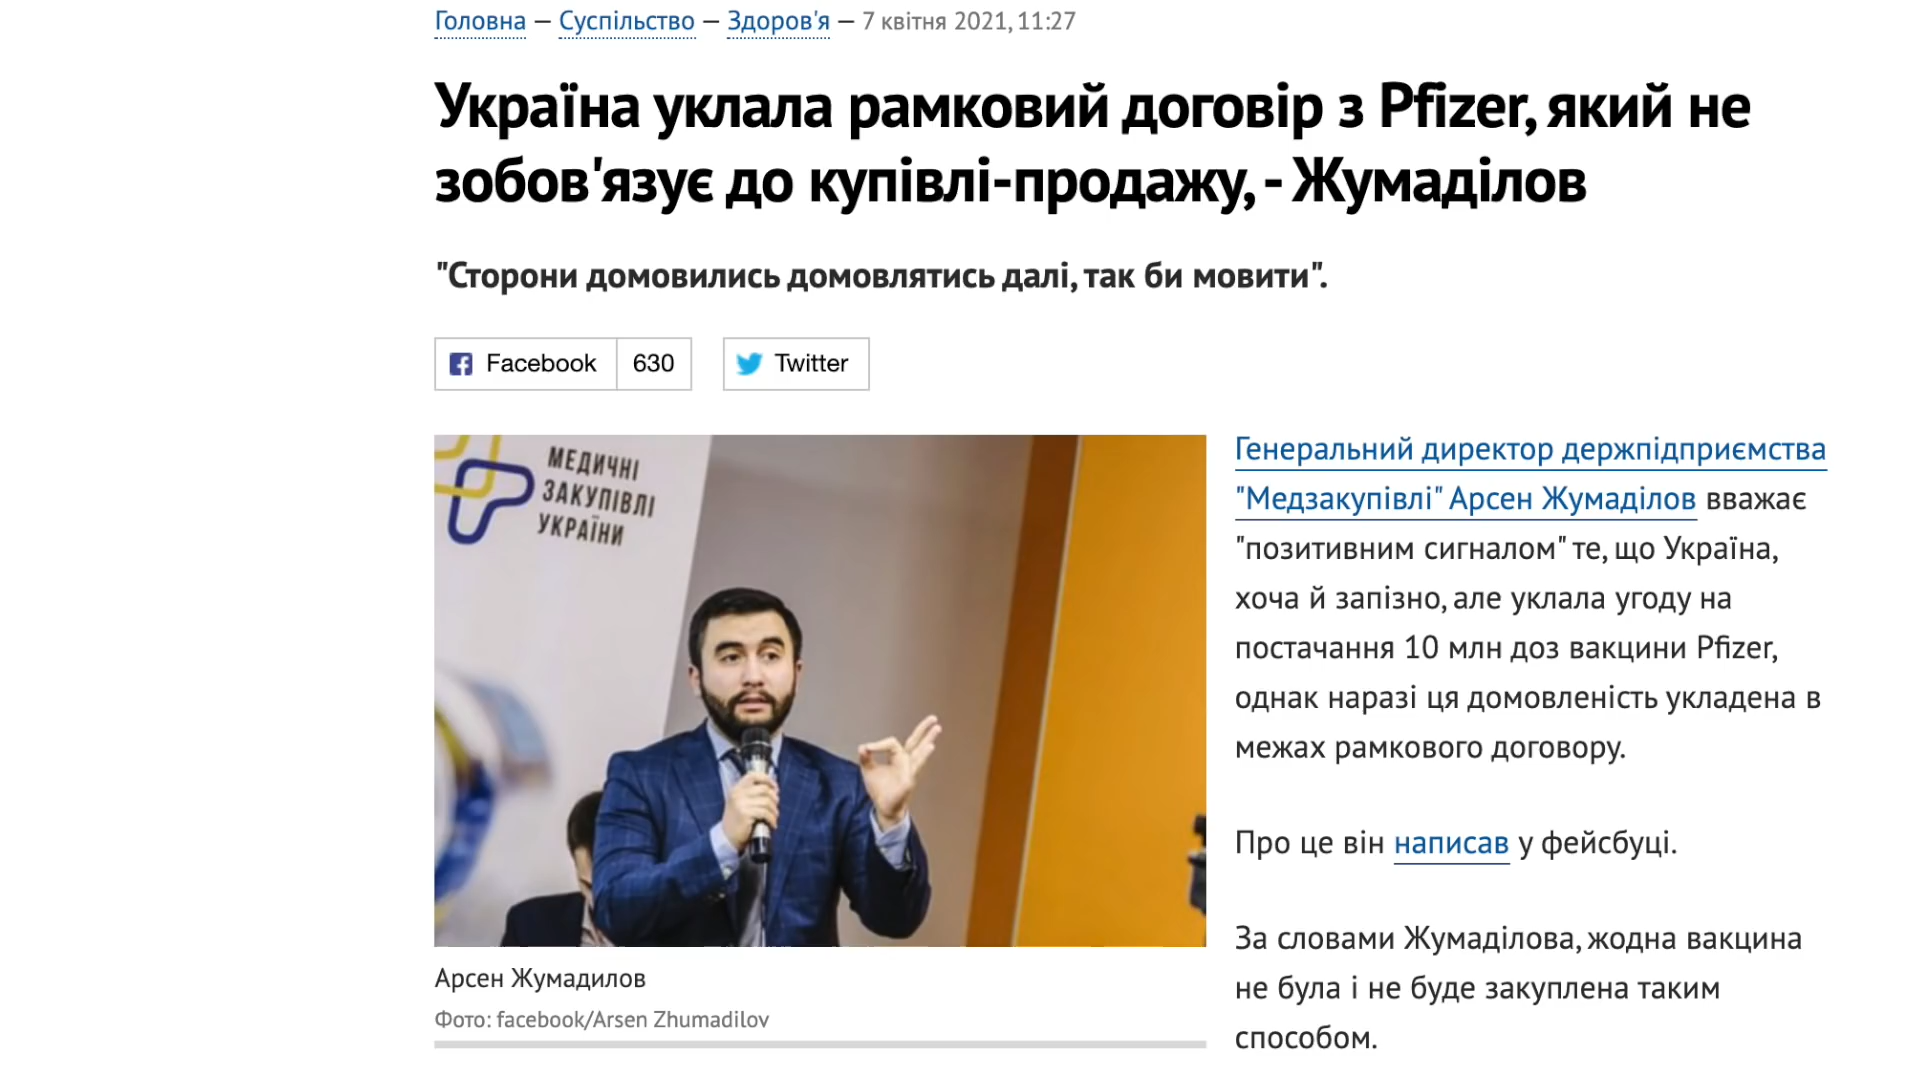 Головна — Суспільство — Здоров'я — 7 квітня 2021, 11:27
Україна уклала рамковий договір з Pfizer, який не
зобов'язує до купівлі-продажу, - Жумаділов
"Сторони домовились домовлятись далі, так би мовити".
Facebook 630 Twitter
МЕДИЧНІ
ЗАКУПІВЛІ
УКРАЇНИ
Арсен Жумадилов
Фото: facebook/Arsen Zhumadilov
Генеральний директор держпідприємства
"Медзакупівлі" Арсен Жумаділов вважає
"позитивним сигналом" те, що Україна,
хоча й запізно, але уклала угоду на
постачання 10 млн доз вакцини Pfizer,
однак наразі ця домовленість укладена в
межах рамкового договору.
Про це він написав у фейсбуці.
За словами Жумаділова, жодна вакцина
не була і не буде закуплена таким
способом.